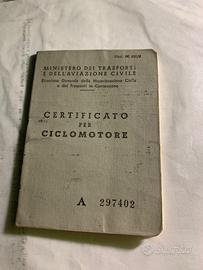 MINISTERO DEI TRASPORTI
E DELL'AVIAZIONE CIVILE
Direzione Generale della Motorizzazione Civile
e dei Trasporti in Concessione
CERTIFICATO
PER
CICLOMOTORE
A 297402